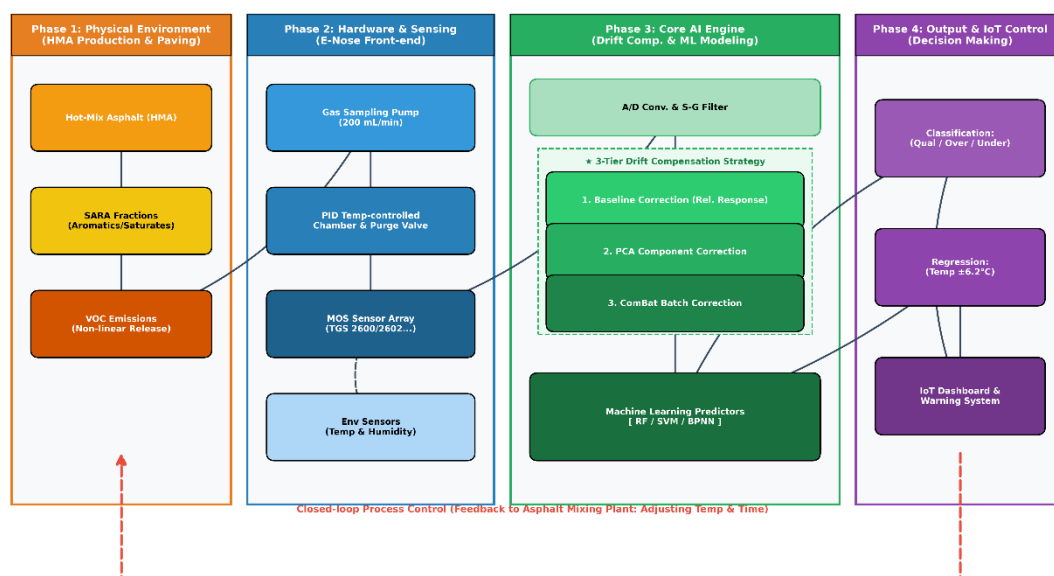 Phase 1: Physical Environment
(HMA Production & Paving)
Hot-Mix Asphalt (HMA)
SARA Fractions
(Aromatics/Saturates)
VOC Emissions
(Non-linear Release)
Phase 2: Hardware & Sensing
(E-Nose Front-end)
Gas Sampling Pump
(200 mL/min)
PID Temp-controlled
Chamber & Purge Valve
MOS Sensor Array
(TGS 2600/2602...)
Env Sensors
(Temp & Humidity)
Phase 3: Core AI Engine
(Drift Comp. & ML Modeling)
A/D Conv. & S-G Filter
★ 3-Tier Drift Compensation Strategy
1. Baseline Correction (Rel. Response)
2. PCA Component Correction
3. ComBat Batch Correction
Machine Learning Predictors
[ RF / SVM / BPNN ]
Phase 4: Output & IoT Control
(Decision Making)
Classification:
(Qual / Over / Under)
Regression:
(Temp ±6.2°C)
IoT Dashboard &
Warning System
Closed-loop Process Control (Feedback to Asphalt Mixing Plant: Adjusting Temp & Time)